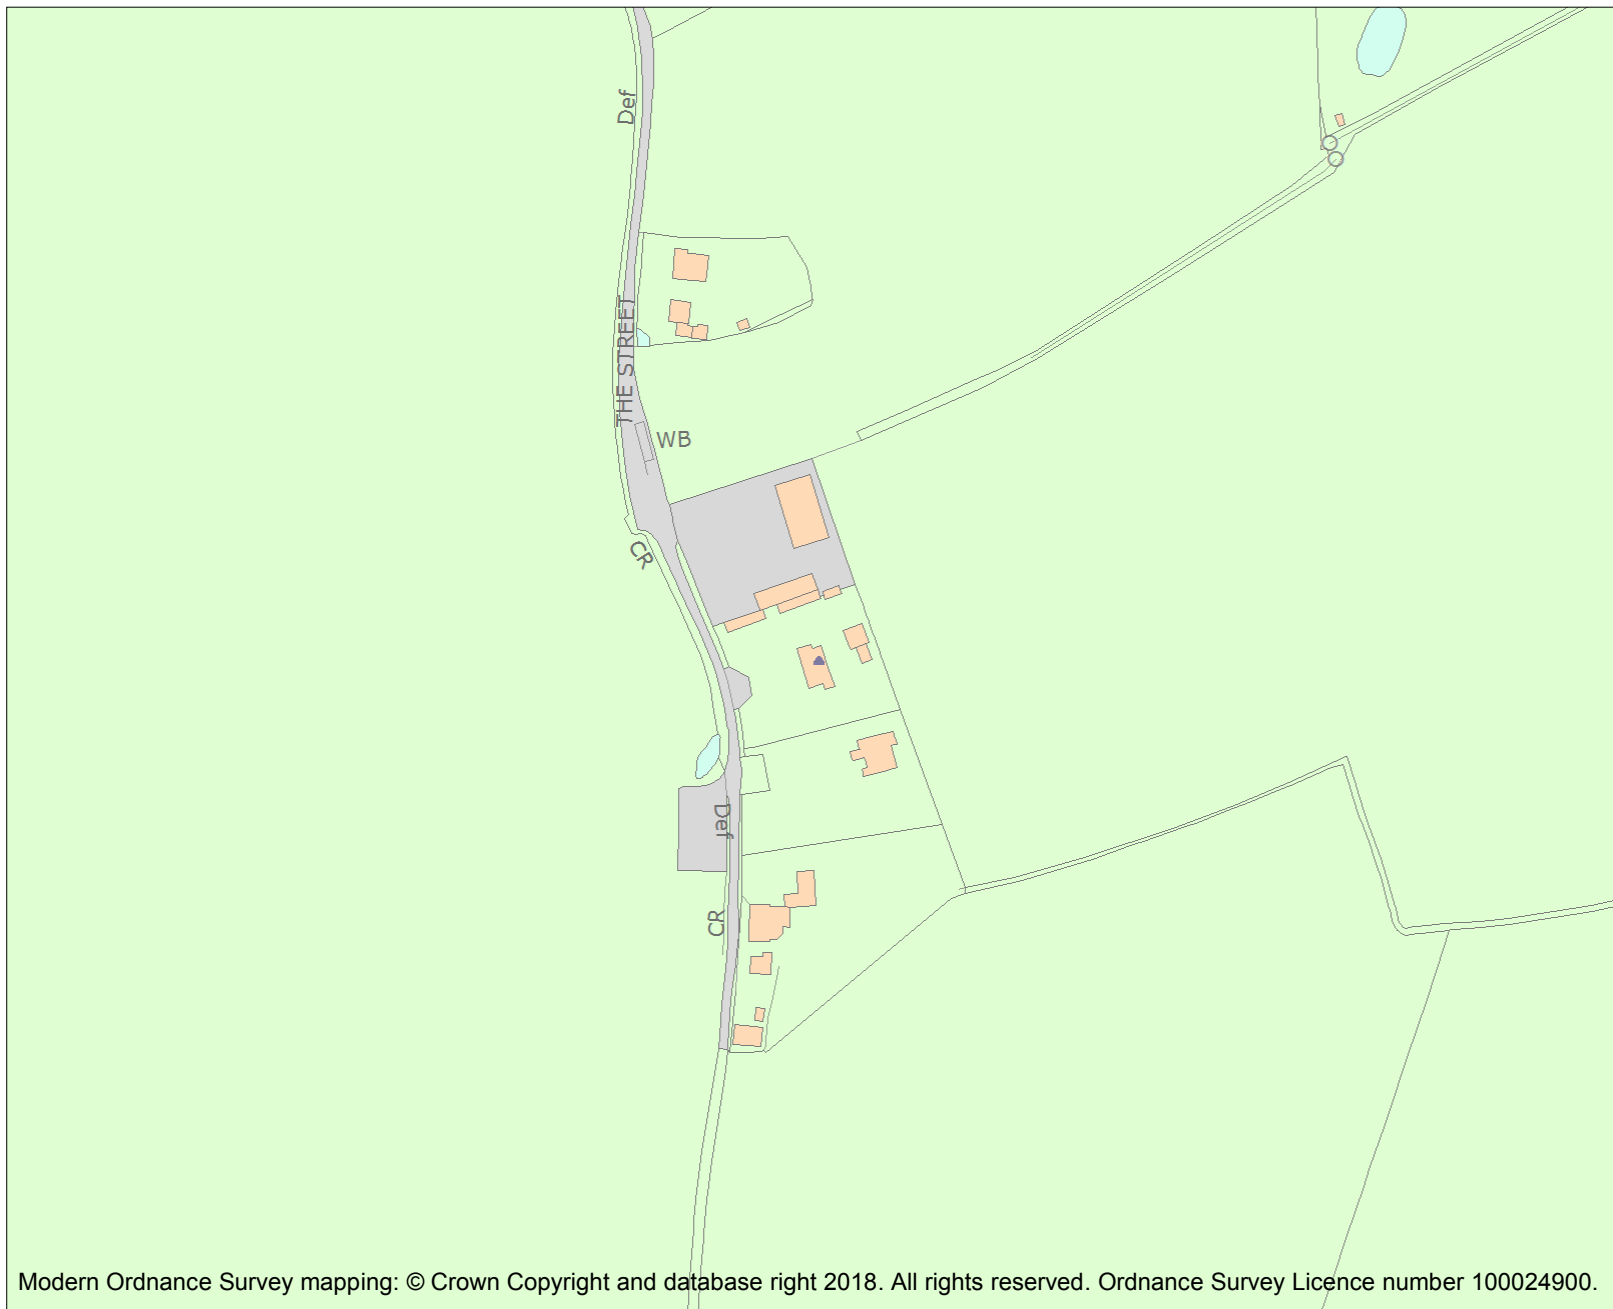 Def
THE STREET
WB
CR
Def
CR
Modern Ordnance Survey mapping: © Crown Copyright and database right 2018. All rights reserved. Ordnance Survey Licence number 100024900.